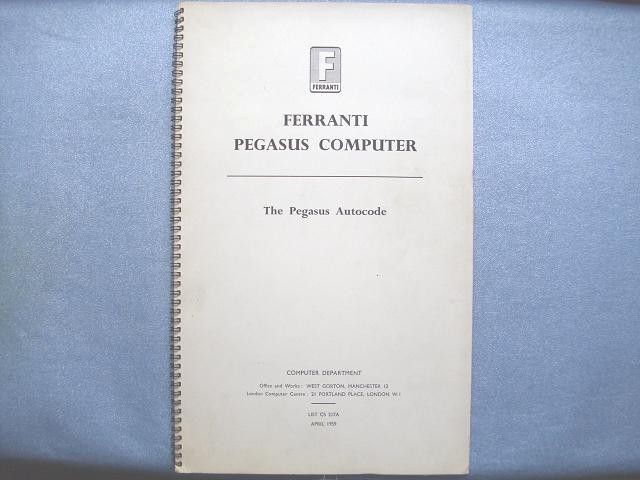 F
FERRANTI
FERRANTI
PEGASUS COMPUTER
The Pegasus Autocode
COMPUTER DEPARTMENT
Office and Works : WEST GORTON, MANCHESTER 12
London Computer Centre : 21 PORTLAND PLACE, LONDON W.1
LIST CS 217A
APRIL 1959